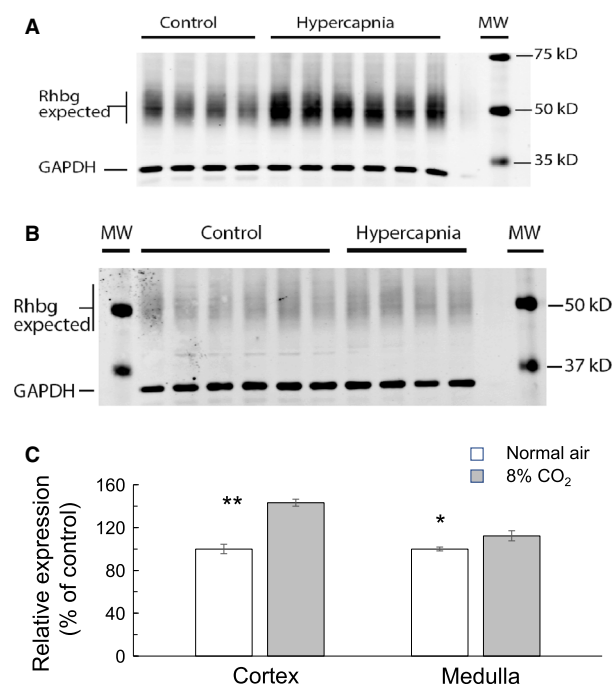 A
Control
Hypercapnia
MW
75 kD
Rhbg
expected
50 kD
GAPDH
35 kD
B
MW
Control
Hypercapnia
MW
Rhbg
expected
50 kD
37 kD
GAPDH
C
Normal air
8% CO₂
Relative expression
(% of control)
160
120
80
40
0
**
*
Cortex
Medulla